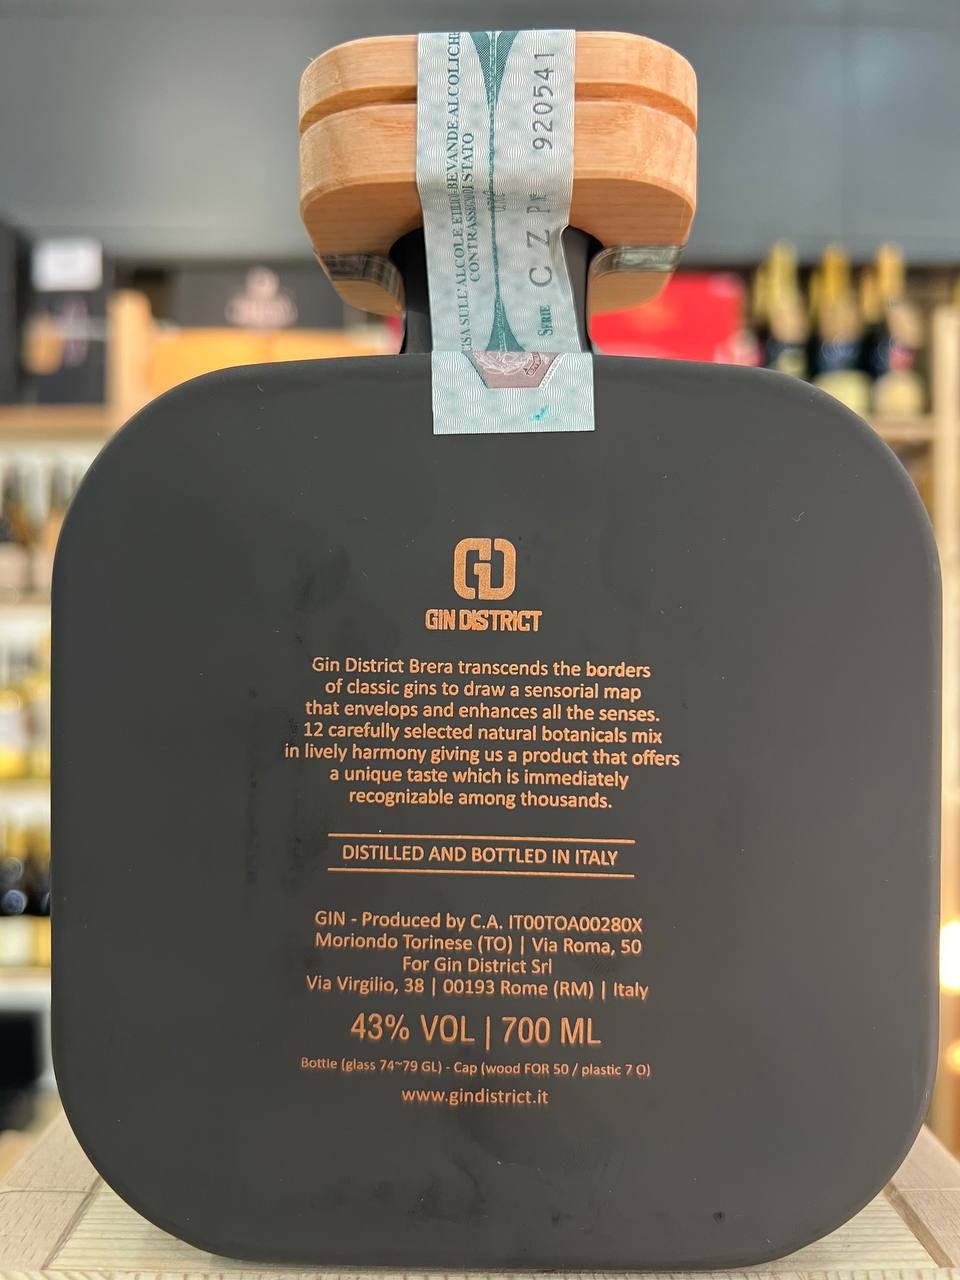 CISA SULL'ALCOLE ETILICO BEVANDE ALCOLICHE
CONTRASSEGNO DI STATO
SERIE C Z P 920541
GD
GIN DISTRICT
Gin District Brera transcends the borders
of classic gins to draw a sensorial map
that envelops and enhances all the senses.
12 carefully selected natural botanicals mix
in lively harmony giving us a product that offers
a unique taste which is immediately
recognizable among thousands.
DISTILLED AND BOTTLED IN ITALY
GIN - Produced by C.A. IT00TOA00280X
Moriondo Torinese (TO) | Via Roma, 50
For Gin District Srl
Via Virgilio, 38 | 00193 Rome (RM) | Italy
43% VOL | 700 ML
Bottle (glass 74~79 GL) - Cap (wood FOR 50 / plastic 7 O)
www.gindistrict.it